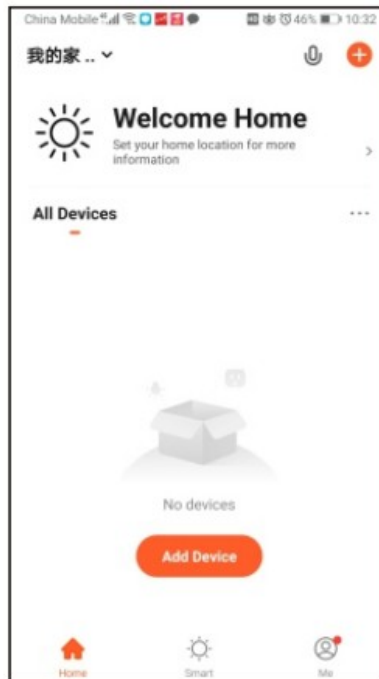 China Mobile 46% 10:32
我的家 .. 
Welcome Home
Set your home location for more
information
All Devices
No devices
Add Device
Home Smart Me